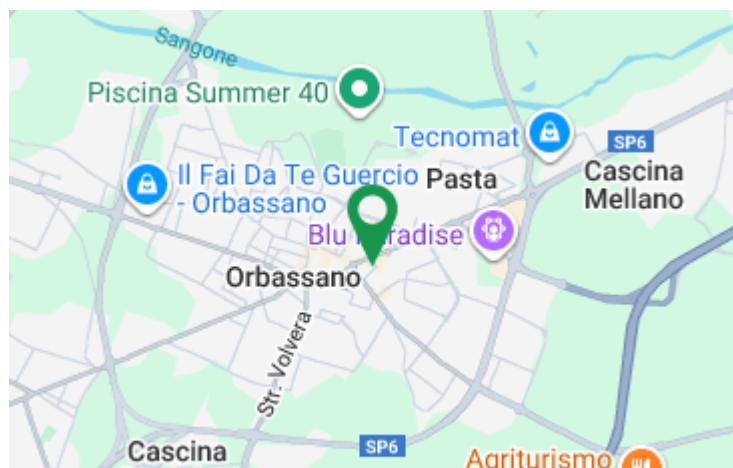 Sangone
Piscina Summer 40
Tecnomat
SP6
Il Fai Da Te Guercio
- Orbassano
Pasta
Cascina
Mellano
Blu Paradise
Orbassano
Str. Volvera
SP6
Cascina
Agriturismo